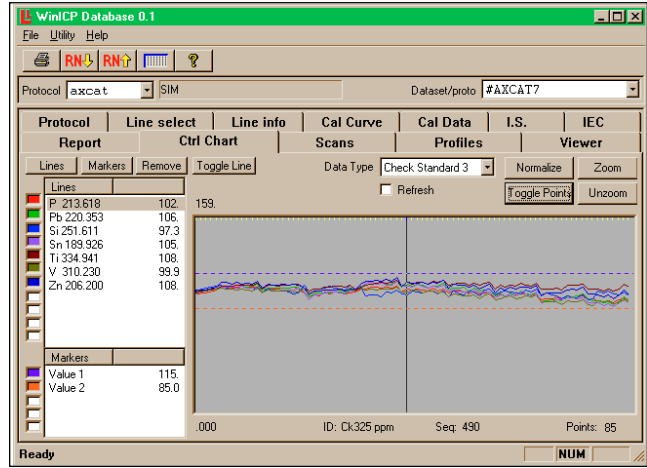 WinICP Database 0.1
File Utility Help
RN RN ?
Protocol axcat SIM Dataset/proto #AXCAT7
Protocol Line select Line info Cal Curve Cal Data I.S. IEC
Report Ctrl Chart Scans Profiles Viewer
Lines Markers Remove Toggle Line Data Type Check Standard 3 Normalize Zoom
Refresh Toggle Points Unzoom
Lines
P 213.618 102. 159.
Pb 220.353 106.
Si 251.611 97.3
Sn 189.926 105.
Ti 334.941 108.
V 310.230 99.9
Zn 206.200 108.
Markers
Value 1 115.
Value 2 85.0
.000 ID: Ck325 ppm Seq: 490 Points: 85
Ready NUM